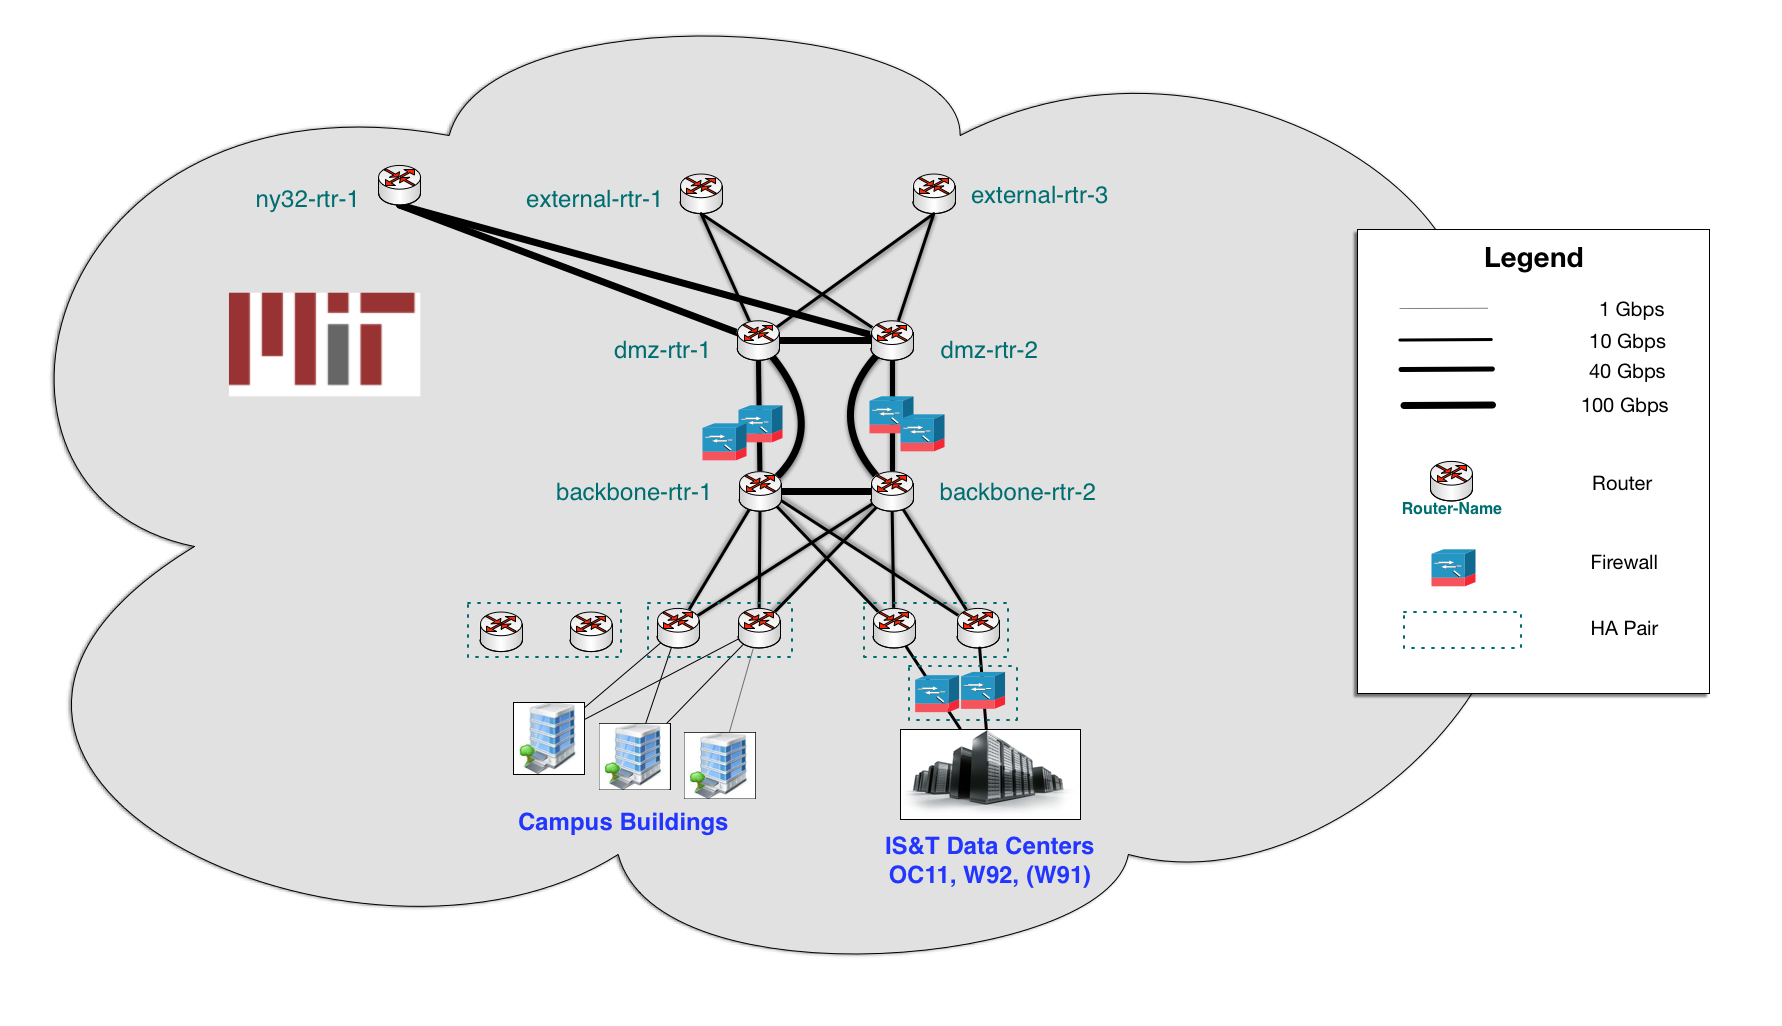 ny32-rtr-1
external-rtr-1
external-rtr-3
MIT
dmz-rtr-1
dmz-rtr-2
backbone-rtr-1
backbone-rtr-2
Campus Buildings
IS&T Data Centers
OC11, W92, (W91)
Legend
1 Gbps
10 Gbps
40 Gbps
100 Gbps
Router
Router-Name
Firewall
HA Pair